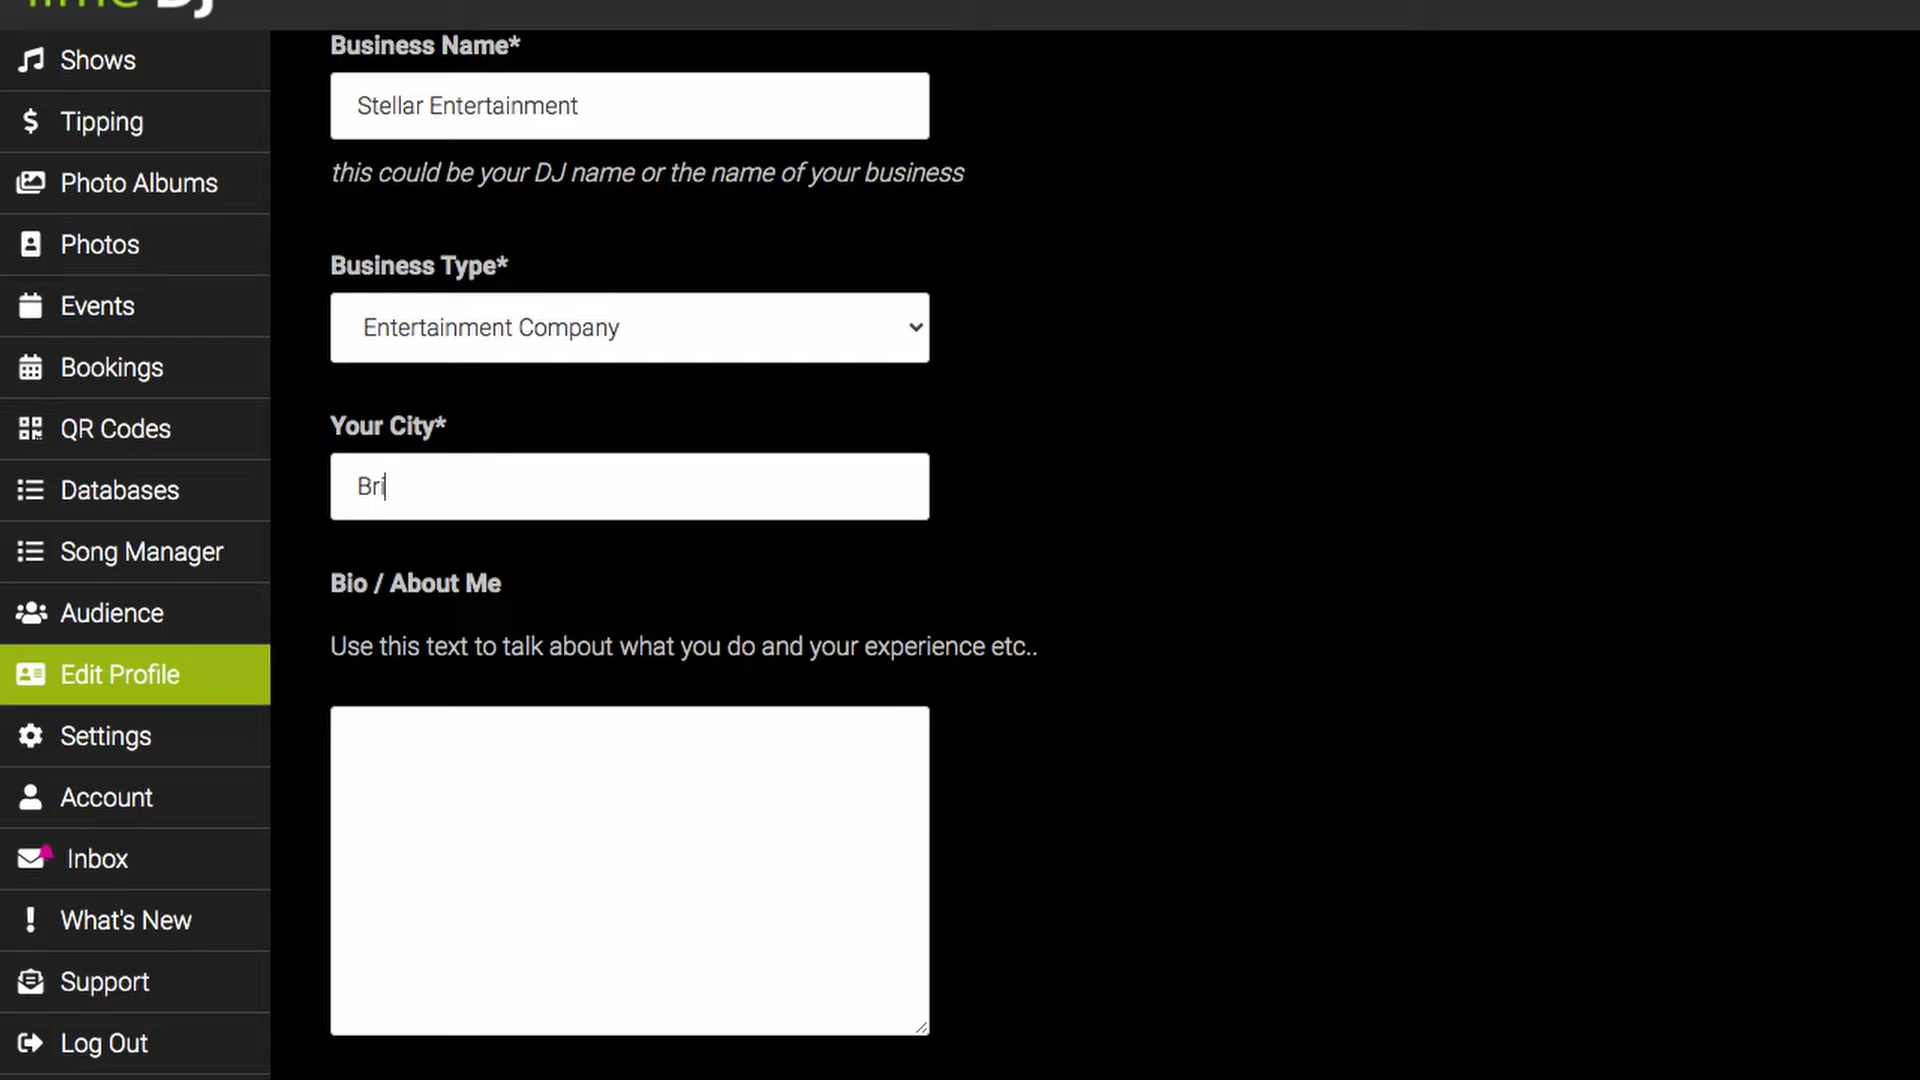 DJ
Shows
Tipping
Photo Albums
Photos
Events
Bookings
QR Codes
Databases
Song Manager
Audience
Edit Profile
Settings
Account
Inbox
What's New
Support
Log Out
Business Name*
Stellar Entertainment
this could be your DJ name or the name of your business
Business Type*
Entertainment Company
Your City*
Bri
Bio / About Me
Use this text to talk about what you do and your experience etc..